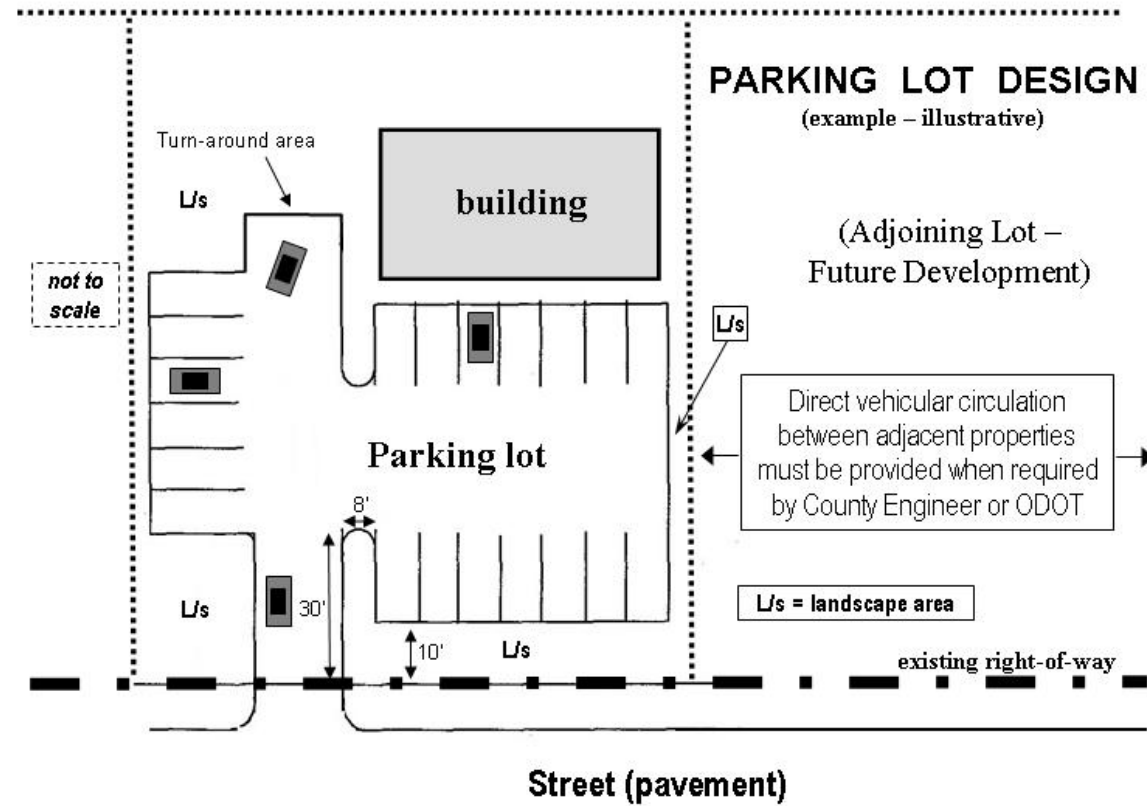 PARKING LOT DESIGN
(example – illustrative)
Turn-around area
L/s
building
(Adjoining Lot –
Future Development)
not to
scale
L/s
Direct vehicular circulation
between adjacent properties
must be provided when required
by County Engineer or ODOT
Parking lot
8'
L/s
30'
L/s = landscape area
10'
L/s
existing right-of-way
Street (pavement)